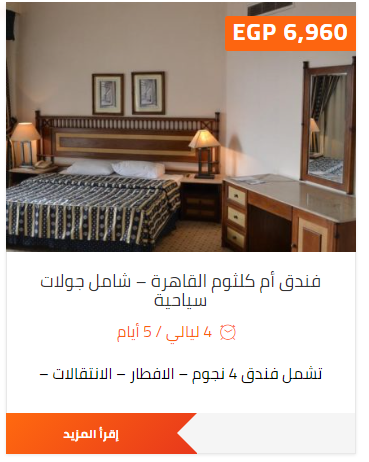 EGP 6,960
فندق أم كلثوم القاهرة – شامل جولات
سياحية
4 ليالي / 5 أيام
تشمل فندق 4 نجوم – الافطار – الانتقالات –
إقرأ المزيد